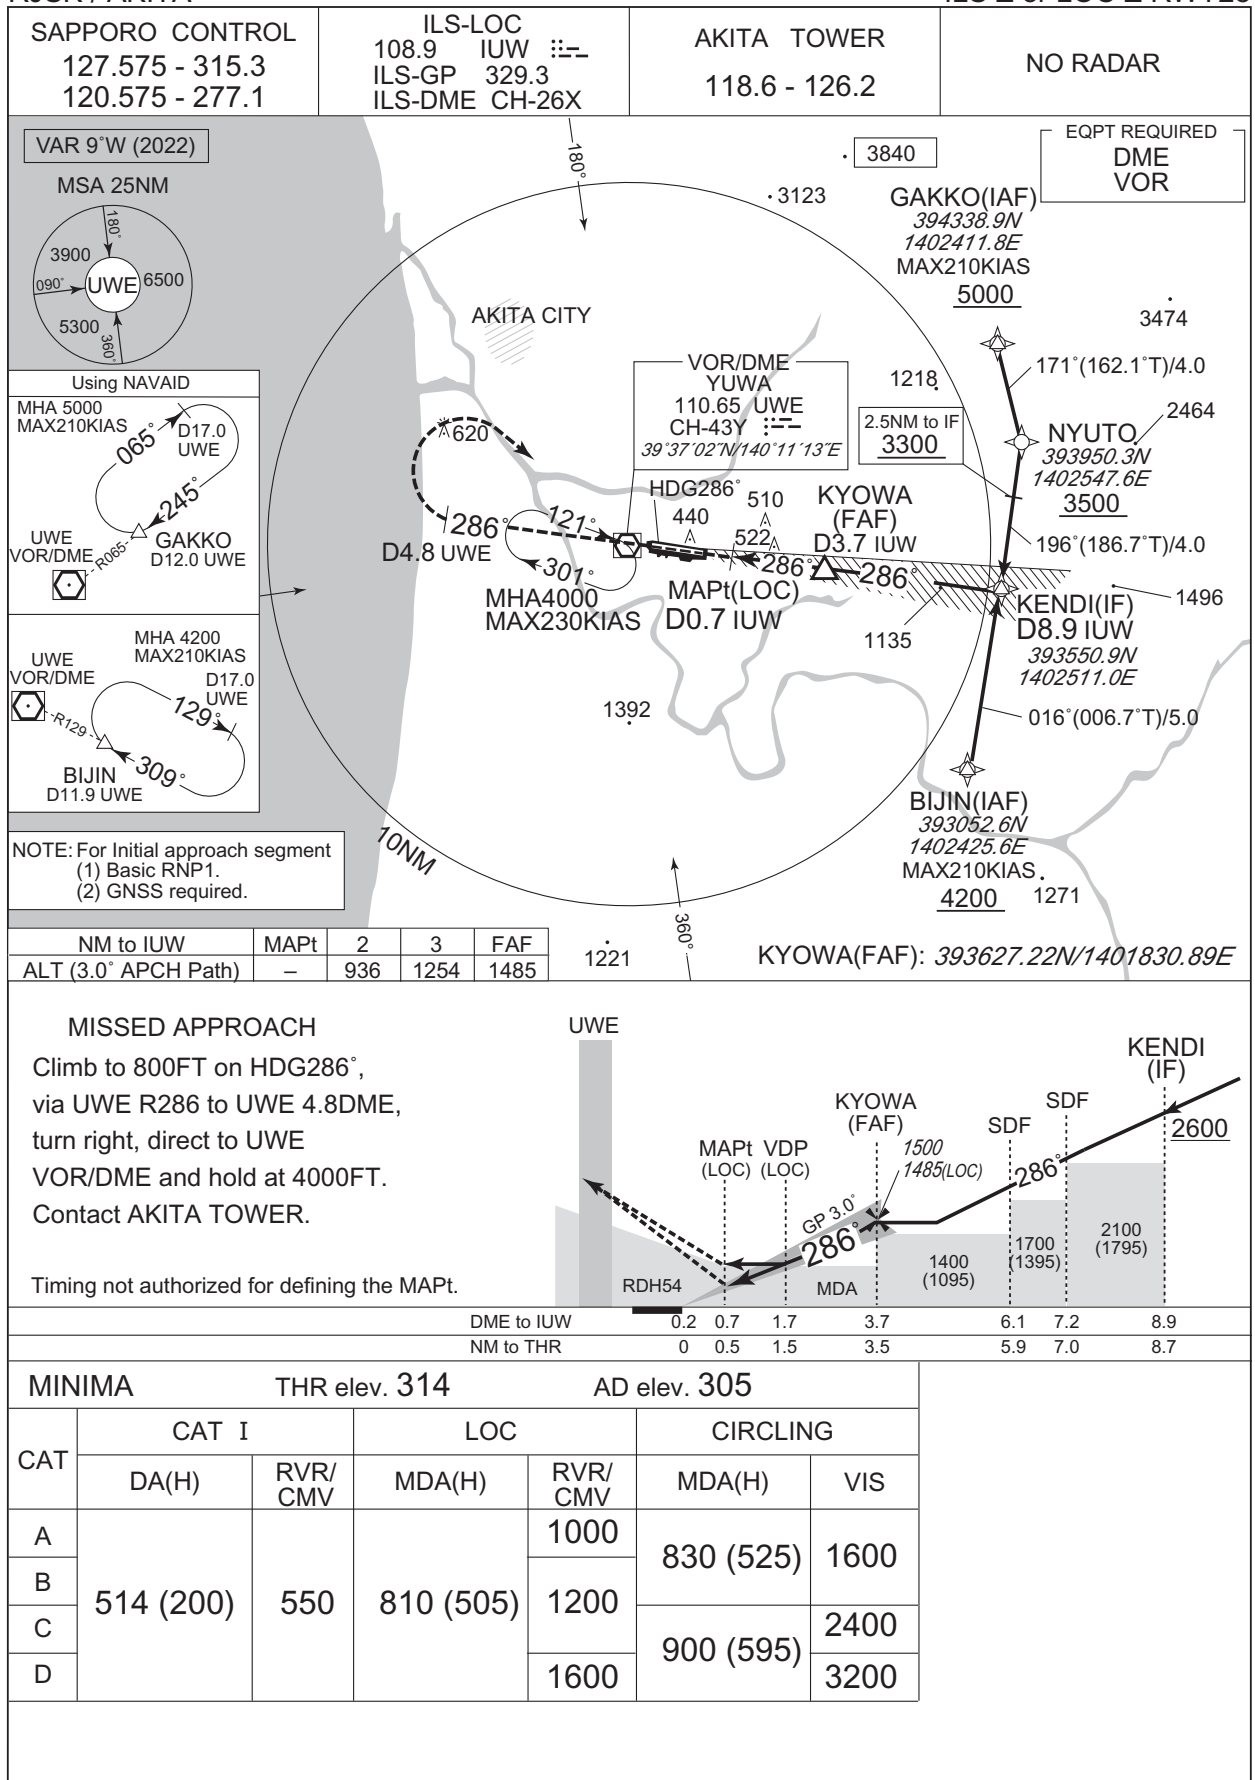 SAPPORO CONTROL
127.575 - 315.3
120.575 - 277.1
ILS-LOC
108.9 IUW
ILS-GP 329.3
ILS-DME CH-26X
AKITA TOWER
118.6 - 126.2
NO RADAR
VAR 9°W (2022)
MSA 25NM
180°
3900
090°
UWE
6500
5300
360°
180°
3840
3123
EQPT REQUIRED
DME
VOR
GAKKO(IAF)
394338.9N
1402411.8E
MAX210KIAS
5000
3474
AKITA CITY
171°(162.1°T)/4.0
Using NAVAID
MHA 5000
MAX210KIAS
065°
D17.0
UWE
245°
UWE
VOR/DME
R065
GAKKO
D12.0 UWE
VOR/DME
YUWA
110.65 UWE
CH-43Y
39°37´02˝N/140°11´13˝E
1218
2.5NM to IF
3300
2464
NYUTO
393950.3N
1402547.6E
3500
620
HDG286°
440
510
522
KYOWA
(FAF)
D3.7 IUW
196°(186.7°T)/4.0
286°
D4.8 UWE
121°
301°
MHA4000
MAX230KIAS
286°
286°
MAPt(LOC)
D0.7 IUW
1135
1496
KENDI(IF)
D8.9 IUW
393550.9N
1402511.0E
MHA 4200
MAX210KIAS
UWE
VOR/DME
D17.0
UWE
129°
R129
309°
BIJIN
D11.9 UWE
1392
016°(006.7°T)/5.0
BIJIN(IAF)
393052.6N
1402425.6E
MAX210KIAS
4200
1271
10NM
NOTE: For Initial approach segment
(1) Basic RNP1.
(2) GNSS required.
360°
1221
NM to IUW MAPt 2 3 FAF
ALT (3.0° APCH Path) – 936 1254 1485
KYOWA(FAF): 393627.22N/1401830.89E
MISSED APPROACH
Climb to 800FT on HDG286°,
via UWE R286 to UWE 4.8DME,
turn right, direct to UWE
VOR/DME and hold at 4000FT.
Contact AKITA TOWER.
Timing not authorized for defining the MAPt.
UWE
KENDI
(IF)
2600
SDF
SDF
KYOWA
(FAF)
1500
1485(LOC)
MAPt
(LOC)
VDP
(LOC)
286°
GP 3.0°
286°
RDH54
MDA
1400
(1095)
1700
(1395)
2100
(1795)
DME to IUW 0.2 0.7 1.7 3.7 6.1 7.2 8.9
NM to THR 0 0.5 1.5 3.5 5.9 7.0 8.7
MINIMA THR elev. 314 AD elev. 305
CAT
CAT I LOC CIRCLING
DA(H) RVR/CMV MDA(H) RVR/CMV MDA(H) VIS
A
B
C
D
514 (200)
550
810 (505)
1000
1200
1600
830 (525)
900 (595)
1600
2400
3200